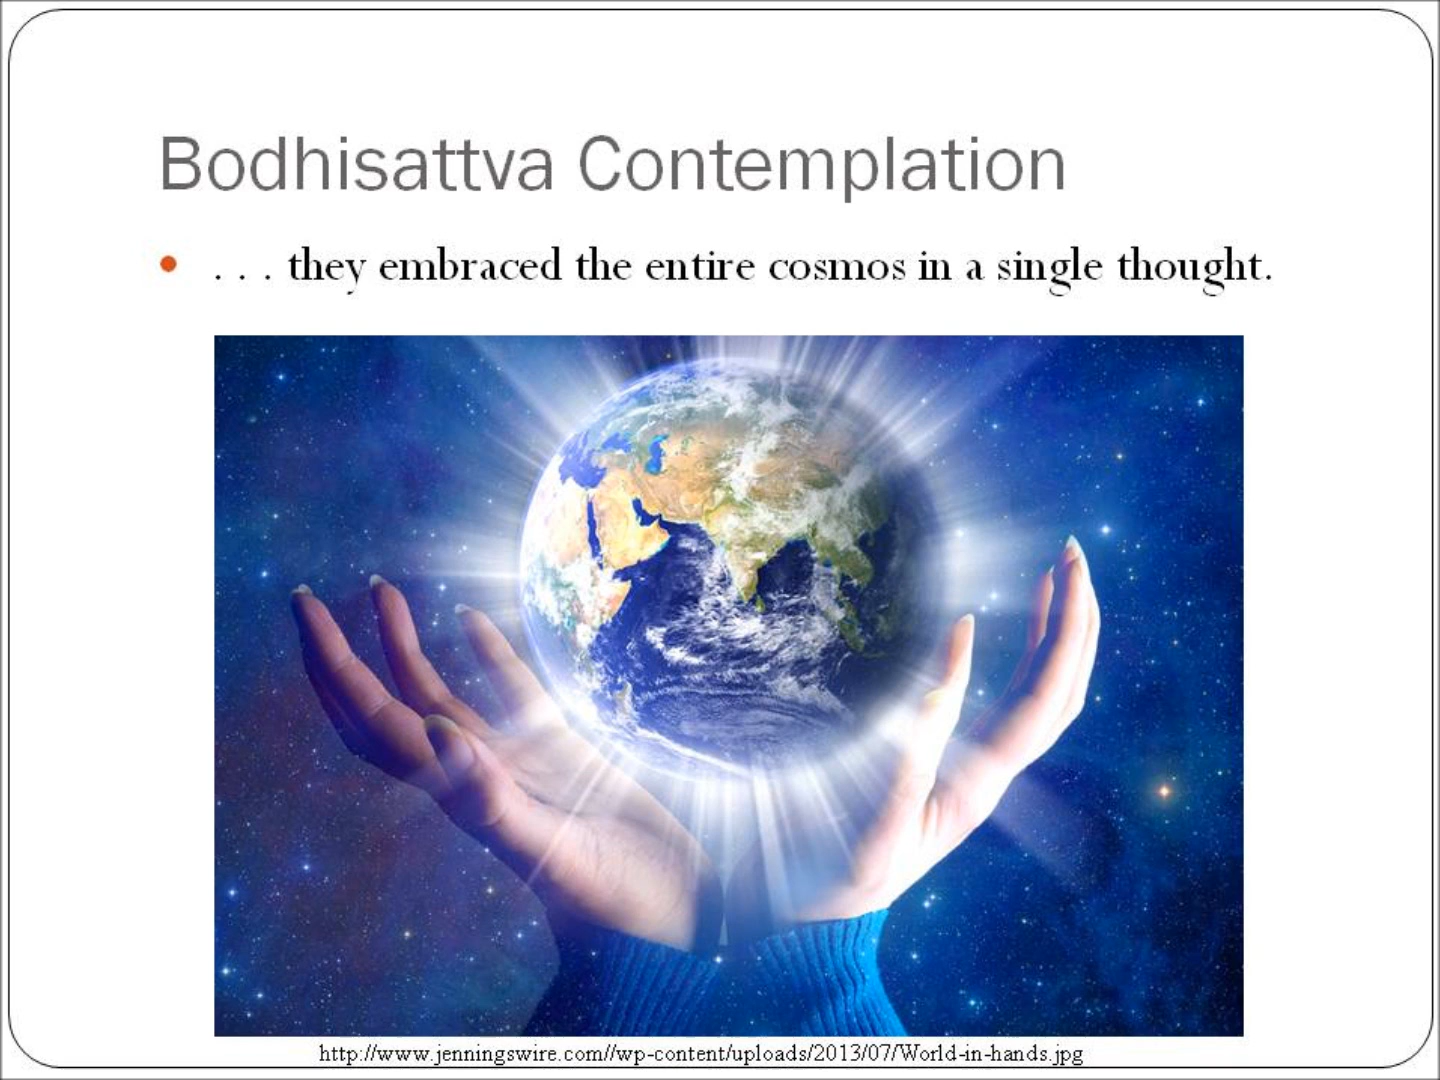 Bodhisattva Contemplation
. . . they embraced the entire cosmos in a single thought.
http://www.jenningswire.com//wp-content/uploads/2013/07/World-in-hands.jpg